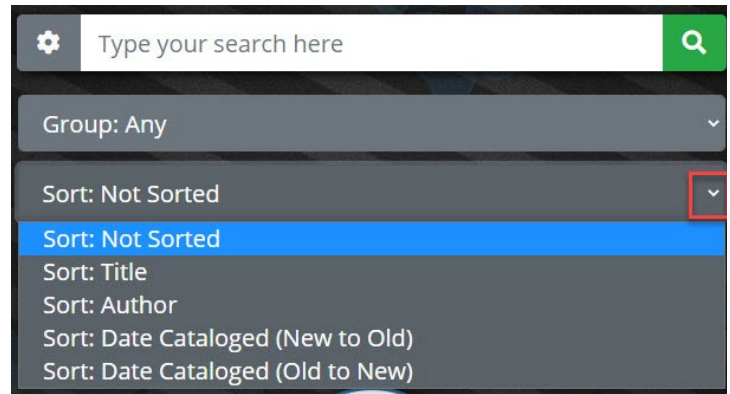 Type your search here
Group: Any
Sort: Not Sorted
Sort: Not Sorted
Sort: Title
Sort: Author
Sort: Date Cataloged (New to Old)
Sort: Date Cataloged (Old to New)